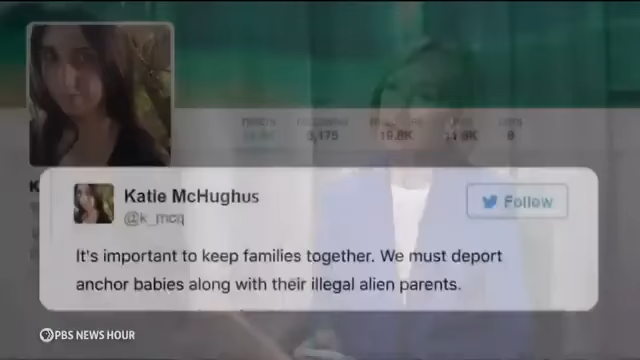 3,175
Katie McHughus
Follow
@k_mcq
It's important to keep families together. We must deport
anchor babies along with their illegal alien parents.
PBS NEWS HOUR